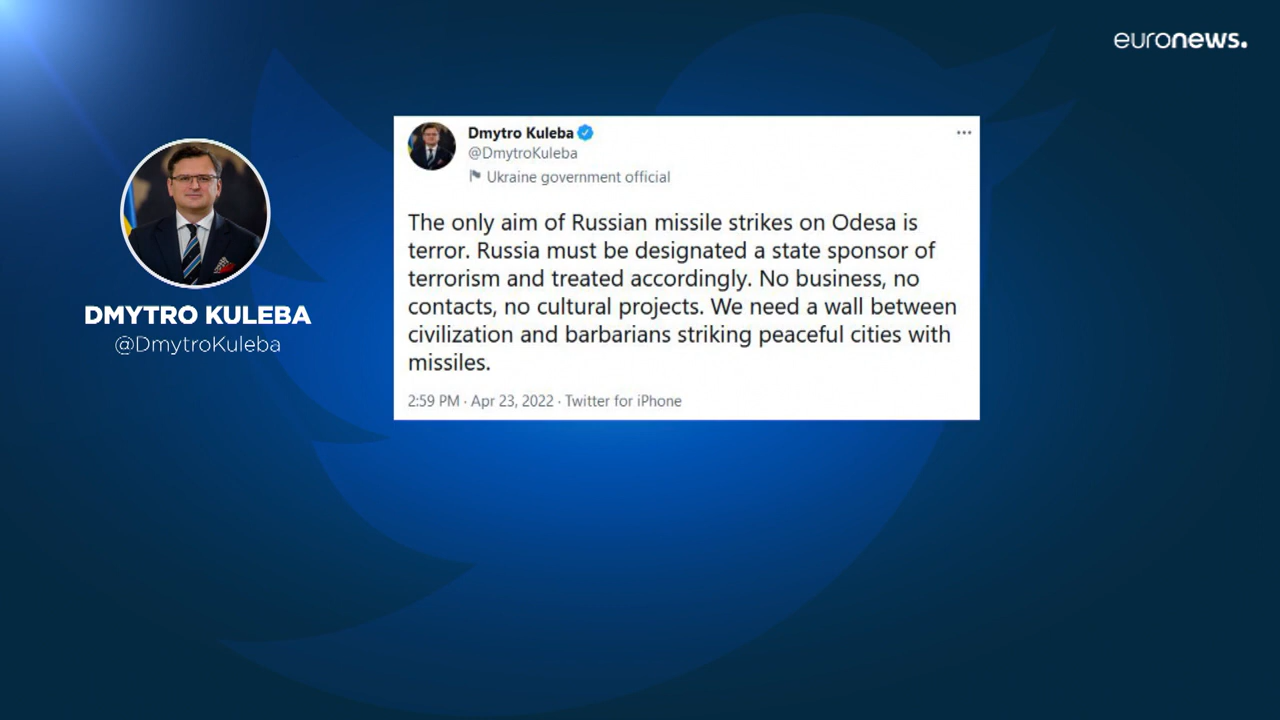 euronews.
DMYTRO KULEBA
@DmytroKuleba
Dmytro Kuleba
@DmytroKuleba
Ukraine government official
The only aim of Russian missile strikes on Odesa is
terror. Russia must be designated a state sponsor of
terrorism and treated accordingly. No business, no
contacts, no cultural projects. We need a wall between
civilization and barbarians striking peaceful cities with
missiles.
2:59 PM · Apr 23, 2022 · Twitter for iPhone